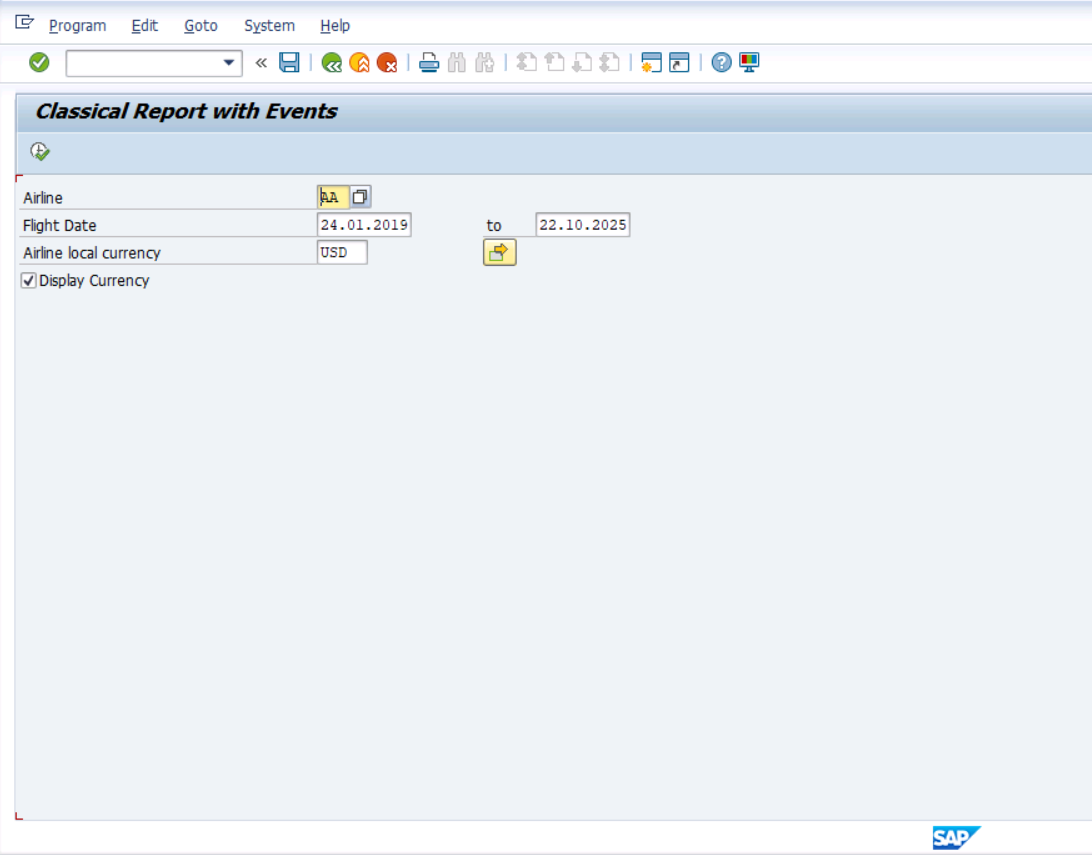 Program Edit Goto System Help
Classical Report with Events
Airline AA
Flight Date 24.01.2019 to 22.10.2025
Airline local currency USD
Display Currency
SAP